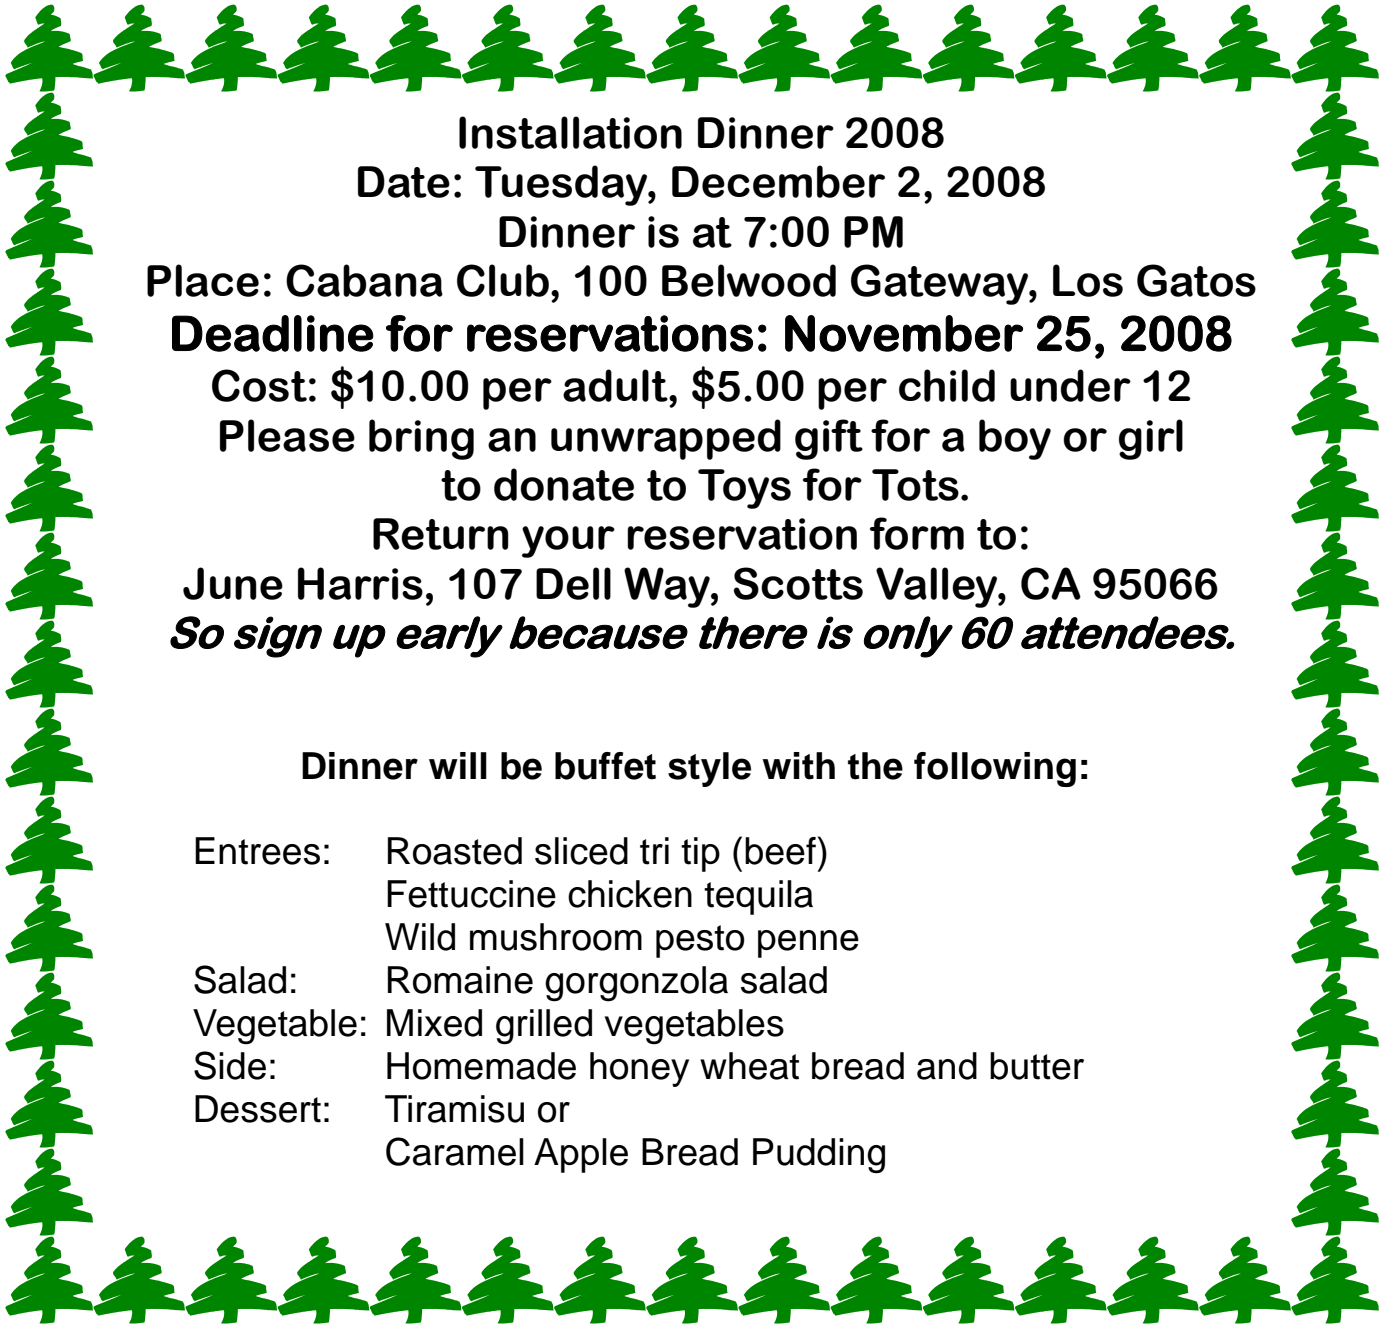 Installation Dinner 2008
Date: Tuesday, December 2, 2008
Dinner is at 7:00 PM
Place: Cabana Club, 100 Belwood Gateway, Los Gatos
Deadline for reservations: November 25, 2008
Cost: $10.00 per adult, $5.00 per child under 12
Please bring an unwrapped gift for a boy or girl
to donate to Toys for Tots.
Return your reservation form to:
June Harris, 107 Dell Way, Scotts Valley, CA 95066
So sign up early because there is only 60 attendees.
Dinner will be buffet style with the following:
Entrees: Roasted sliced tri tip (beef)
Fettuccine chicken tequila
Wild mushroom pesto penne
Salad: Romaine gorgonzola salad
Vegetable: Mixed grilled vegetables
Side: Homemade honey wheat bread and butter
Dessert: Tiramisu or
Caramel Apple Bread Pudding